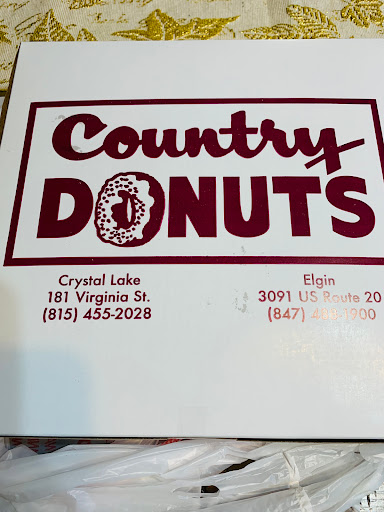 Country
DONUTS
Crystal Lake
181 Virginia St.
(815) 455-2028
Elgin
3091 US Route 20
(847)